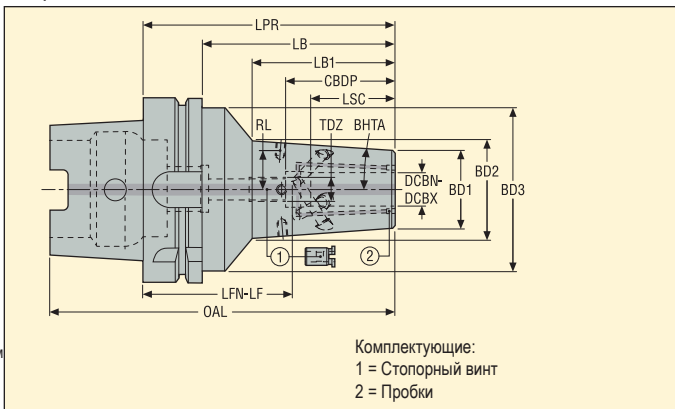 LPR
LB
LB1
CBDP
LSC
RL TDZ BHTA
DCBN-
DCBX
BD1
BD2
BD3
1 2
LFN-LF
OAL
Комплектующие:
1 = Стопорный винт
2 = Пробки